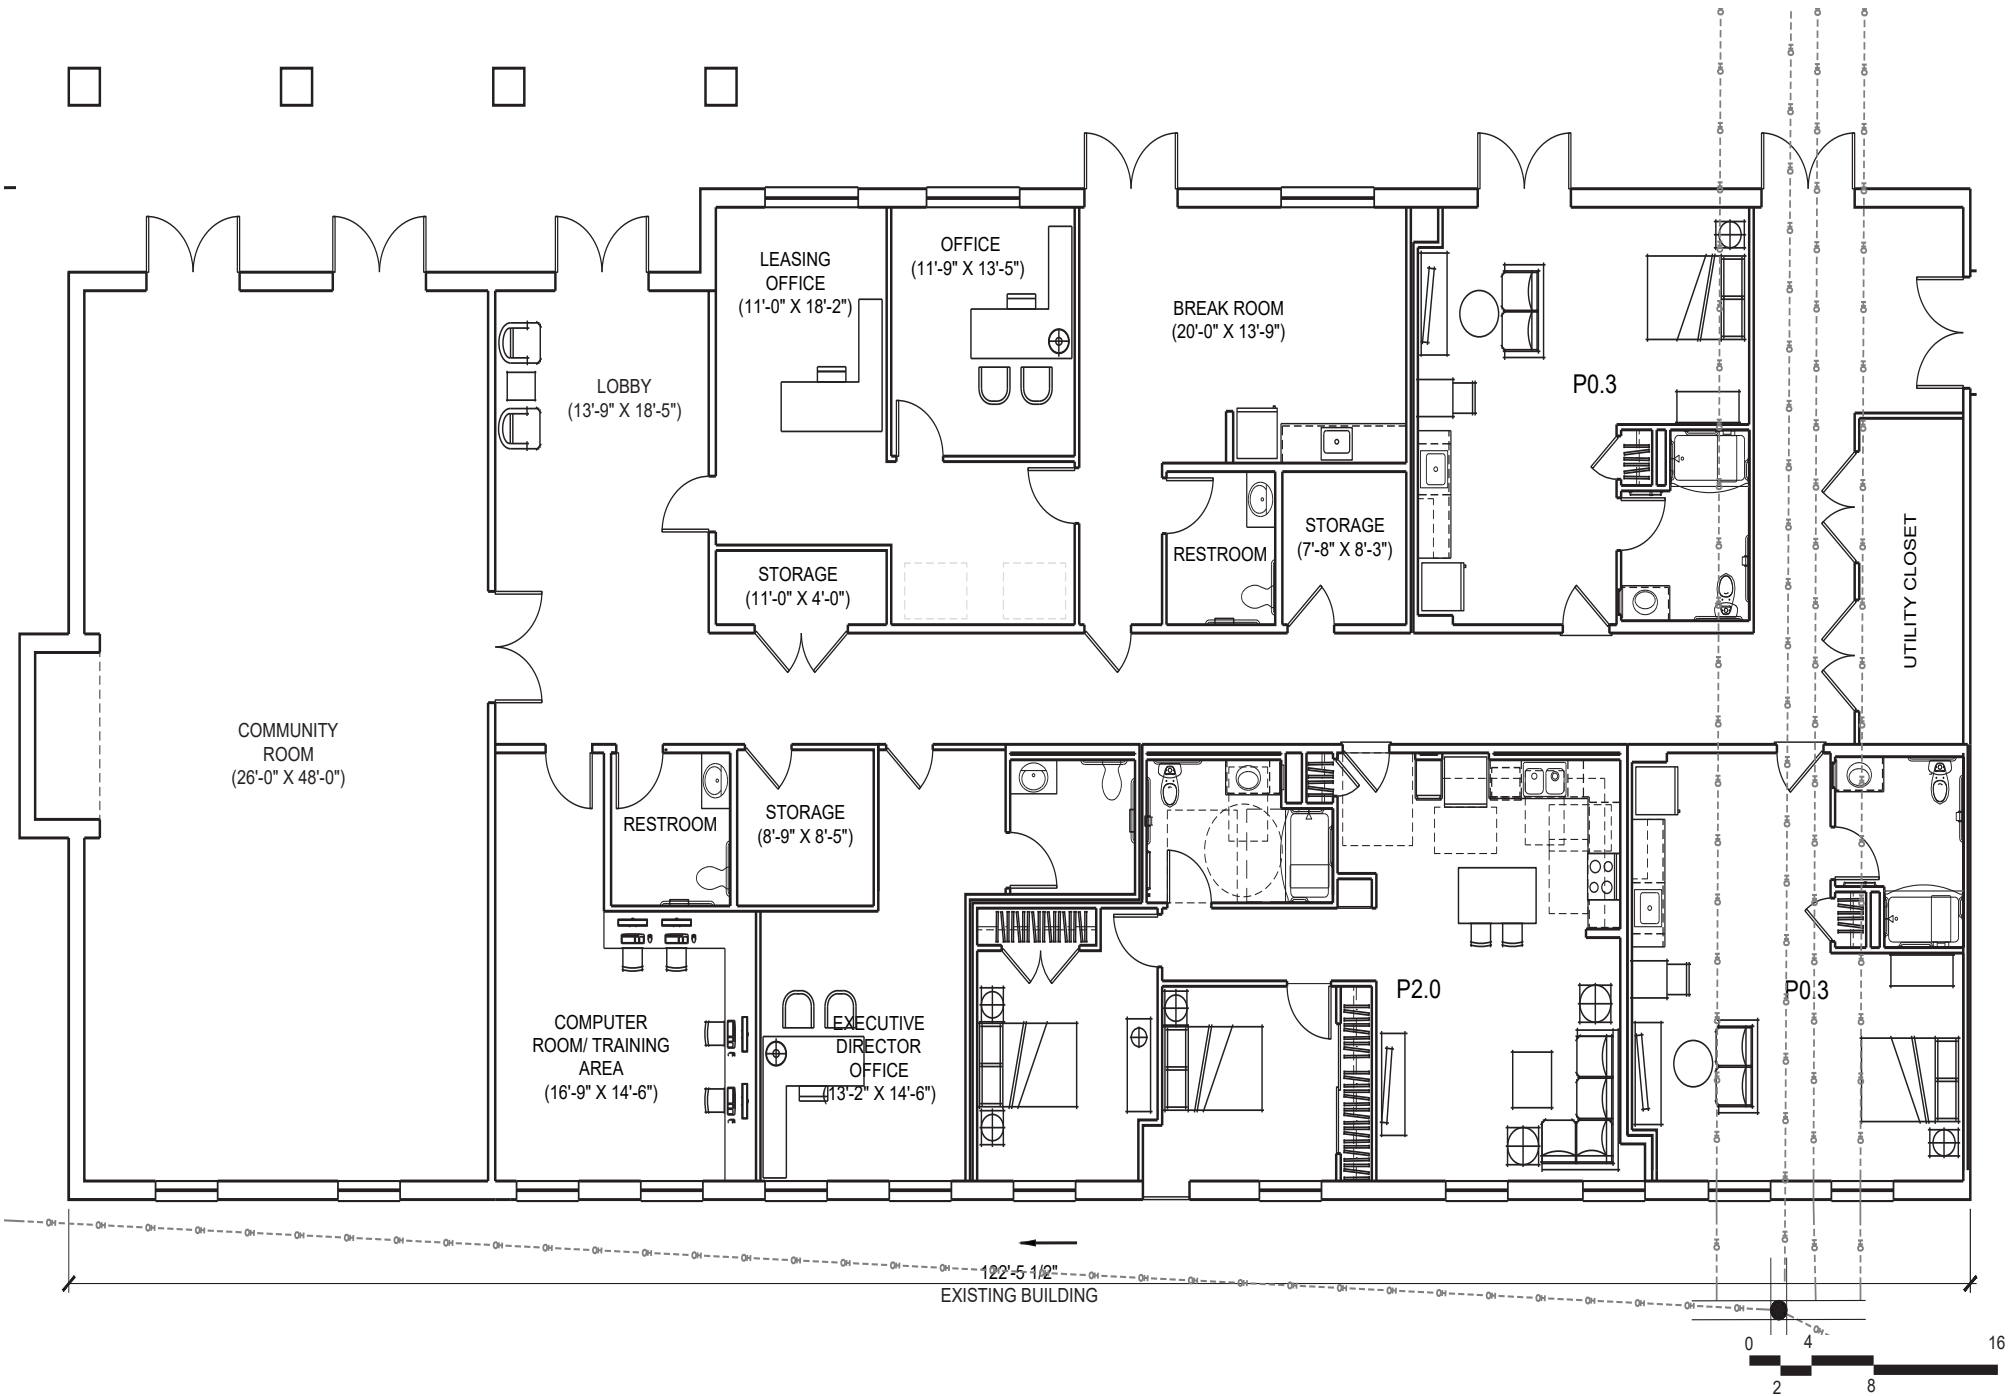 LEASING
OFFICE
(11'-0" X 18'-2")
OFFICE
(11'-9" X 13'-5")
BREAK ROOM
(20'-0" X 13'-9")
P0.3
LOBBY
(13'-9" X 18'-5")
STORAGE
(11'-0" X 4'-0")
RESTROOM
STORAGE
(7'-8" X 8'-3")
UTILITY CLOSET
COMMUNITY
ROOM
(26'-0" X 48'-0")
RESTROOM
STORAGE
(8'-9" X 8'-5")
COMPUTER
ROOM/ TRAINING
AREA
(16'-9" X 14'-6")
EXECUTIVE
DIRECTOR
OFFICE
(13'-2" X 14'-6")
P2.0
P0.3
122'-5 1/2"
EXISTING BUILDING
0 4 16
2 8